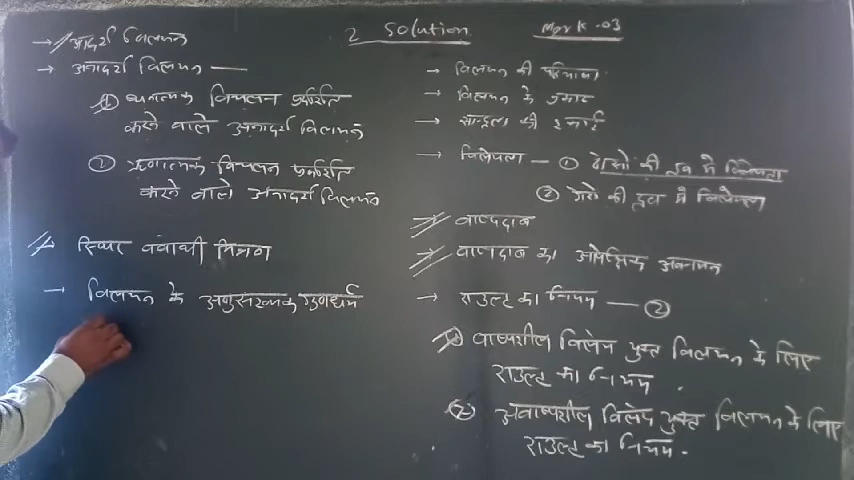 2 Solution
Mark-03
→ आदर्श विलयन
→ अनादर्श विलयन —
① धनात्मक विचलन प्रदर्शित
करने वाले अनादर्श विलयन
② ऋणात्मक विचलन प्रदर्शित
करने वाले अनादर्श विलयन
स्थिर क्वाथी मिश्रण
→ विलयन के अणुसंख्यक गुणधर्म
→ विलयन की परिभाषा
→ विलयन के प्रकार
→ सान्द्रता की इकाई
→ विलेयता — ① ठोसो की द्रव में विलेयता
② गैसो की द्रव में विलेयता
→ वाष्पदाब
→ वाष्पदाब का आपेक्षिक अवनमन
→ राउल्ट का नियम — ②
① वाष्पशील विलेय युक्त विलयन के लिए
राउल्ट का नियम .
② अवाष्पशील विलेय युक्त विलयन के लिए
राउल्ट का नियम .